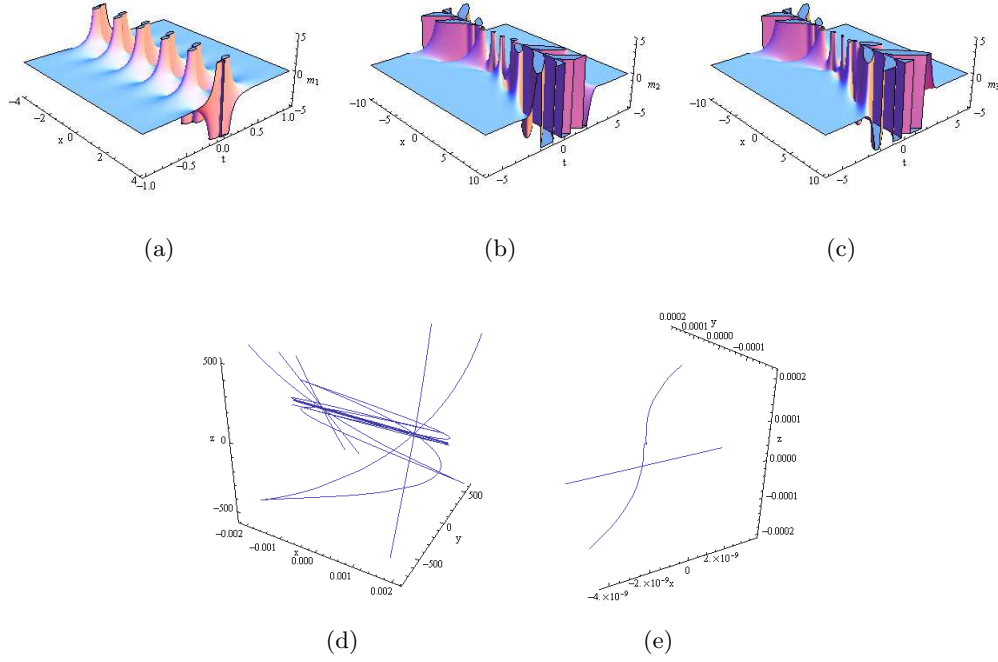 5
0
m1
−5
−4
−2
x 0
2
4
−1.0
−0.5
0.0
t
0.5
1.0
(a)
5
0
m2
−5
−10
−5
x 0
5
10
−5
0
t
5
(b)
5
0
m3
−5
−10
−5
x 0
5
10
−5
0
t
5
(c)
500
z 0
−500
−0.002
−0.001
x
0.000
0.001
0.002
500
0 y
−500
(d)
0.0002
0.0001 y
0.0000
−0.0001
0.0002
0.0001
z
0.0000
−0.0001
−0.0002
−4.×10⁻⁹
−2.×10⁻⁹ x
0
2.×10⁻⁹
(e)